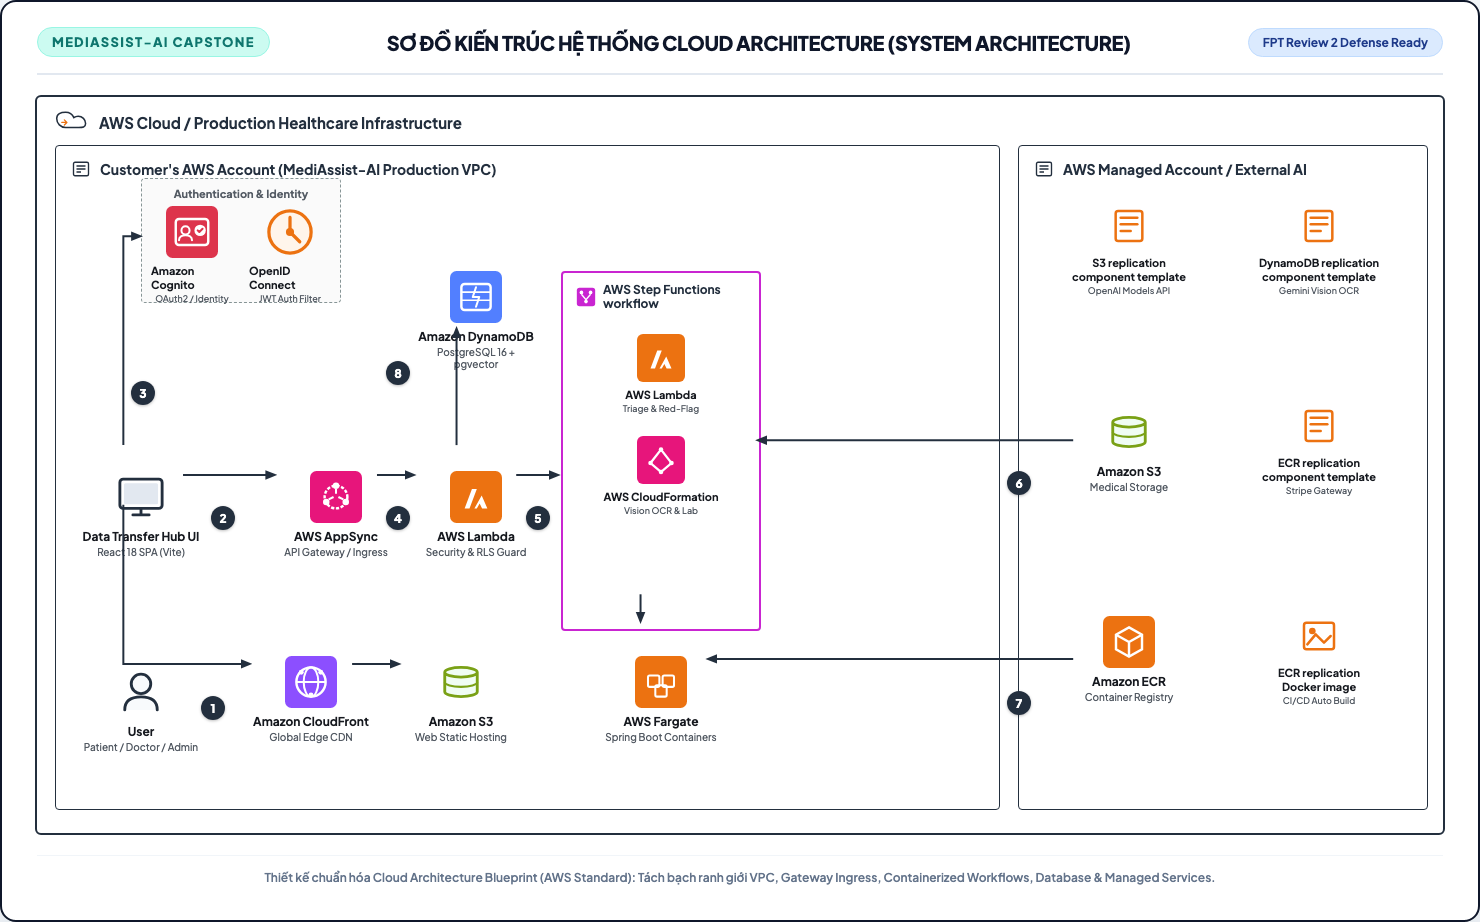 MEDIASSIST-AI CAPSTONE
SƠ ĐỒ KIẾN TRÚC HỆ THỐNG CLOUD ARCHITECTURE (SYSTEM ARCHITECTURE)
FPT Review 2 Defense Ready
AWS Cloud / Production Healthcare Infrastructure
Customer's AWS Account (MediAssist-AI Production VPC)
Authentication & Identity
Amazon
Cognito
OAuth2 / Identity
OpenID
Connect
JWT Auth Filter
Amazon DynamoDB
PostgreSQL 16 +
pgvector
8
3
AWS Step Functions
workflow
AWS Lambda
Triage & Red-Flag
AWS CloudFormation
Vision OCR & Lab
Data Transfer Hub UI
React 18 SPA (Vite)
2
AWS AppSync
API Gateway / Ingress
4
AWS Lambda
Security & RLS Guard
5
User
Patient / Doctor / Admin
1
Amazon CloudFront
Global Edge CDN
Amazon S3
Web Static Hosting
AWS Fargate
Spring Boot Containers
AWS Managed Account / External AI
S3 replication
component template
OpenAI Models API
DynamoDB replication
component template
Gemini Vision OCR
6
Amazon S3
Medical Storage
ECR replication
component template
Stripe Gateway
7
Amazon ECR
Container Registry
ECR replication
Docker image
CI/CD Auto Build
Thiết kế chuẩn hóa Cloud Architecture Blueprint (AWS Standard): Tách bạch ranh giới VPC, Gateway Ingress, Containerized Workflows, Database & Managed Services.